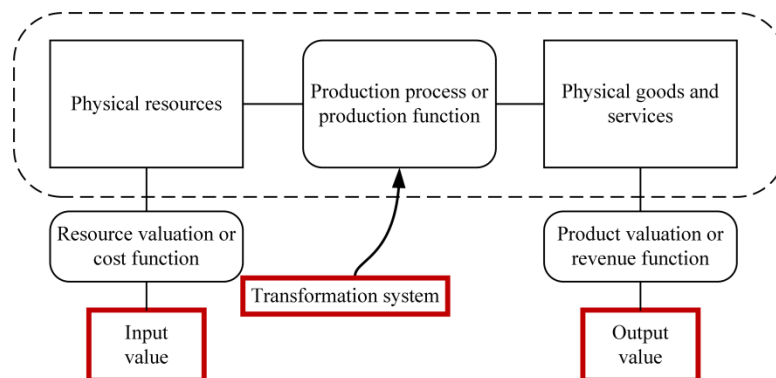 Physical resources
Production process or
production function
Physical goods and
services
Resource valuation or
cost function
Transformation system
Product valuation or
revenue function
Input
value
Output
value